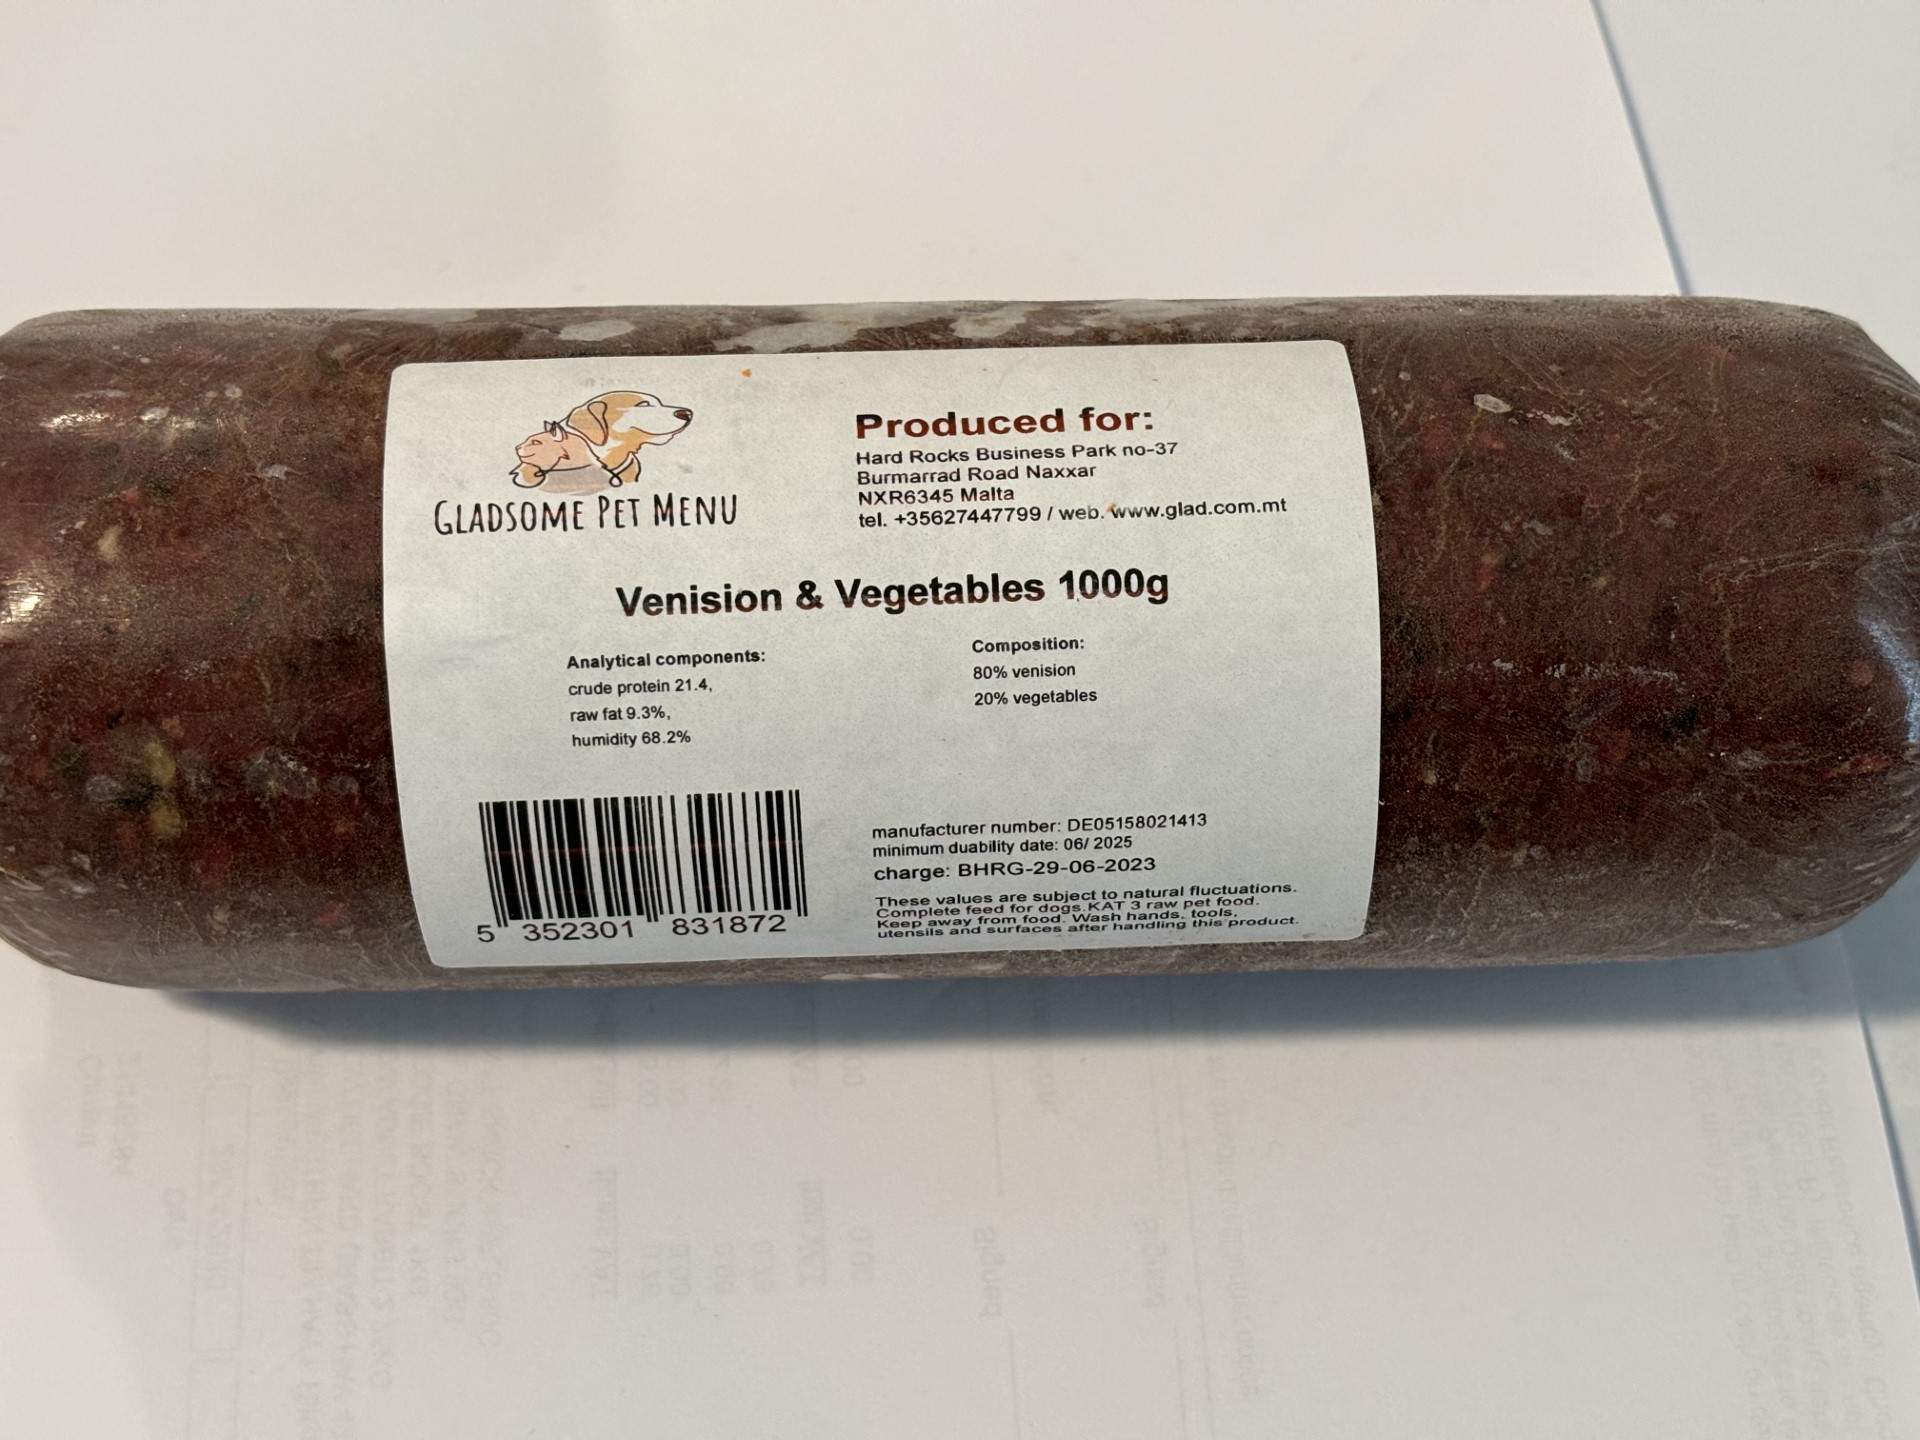 GLADSOME PET MENU
Produced for:
Hard Rocks Business Park no-37
Burmarrad Road Naxxar
NXR6345 Malta
tel. +35627447799 / web. www.glad.com.mt
Venision & Vegetables 1000g
Analytical components:
crude protein 21.4,
raw fat 9.3%,
humidity 68.2%
Composition:
80% venision
20% vegetables
5 352301 831872
manufacturer number: DE05158021413
minimum duability date: 06/ 2025
charge: BHRG-29-06-2023
These values are subject to natural fluctuations.
Complete feed for dogs.KAT 3 raw pet food.
Keep away from food. Wash hands, tools,
utensils and surfaces after handling this product.